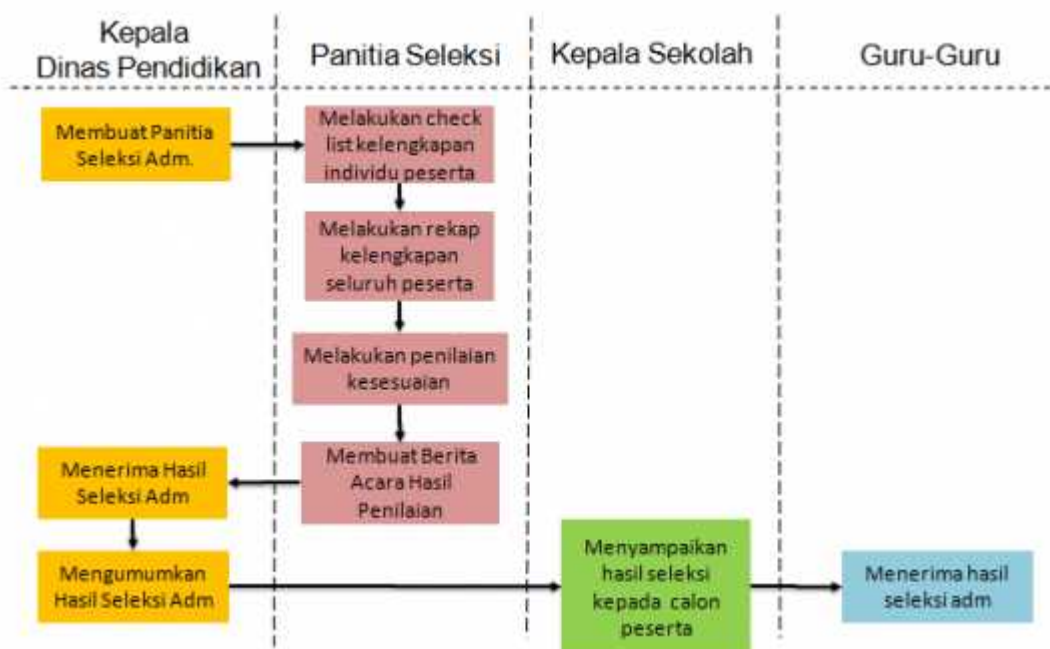 Kepala
Dinas Pendidikan
Panitia Seleksi
Kepala Sekolah
Guru-Guru
Membuat Panitia
Seleksi Adm.
Melakukan check
list kelengkapan
individu peserta
Melakukan rekap
kelengkapan
seluruh peserta
Melakukan penilaian
kesesuaian
Membuat Berita
Acara Hasil
Penilaian
Menerima Hasil
Seleksi Adm
Mengumumkan
Hasil Seleksi Adm
Menyampaikan
hasil seleksi
kepada calon
peserta
Menerima hasil
seleksi adm